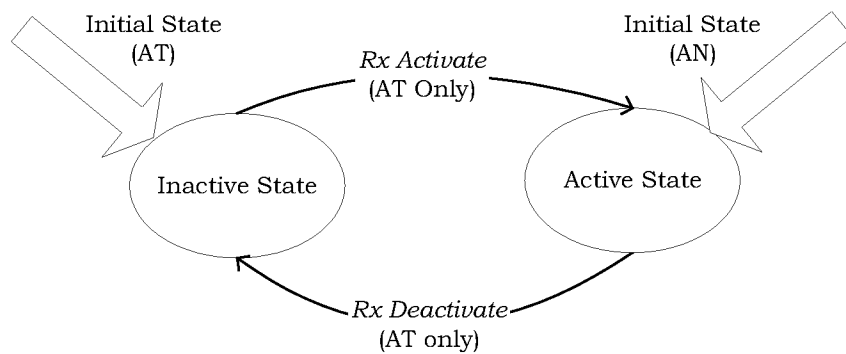 Initial State
(AT)
Initial State
(AN)
Rx Activate
(AT Only)
Inactive State
Active State
Rx Deactivate
(AT only)